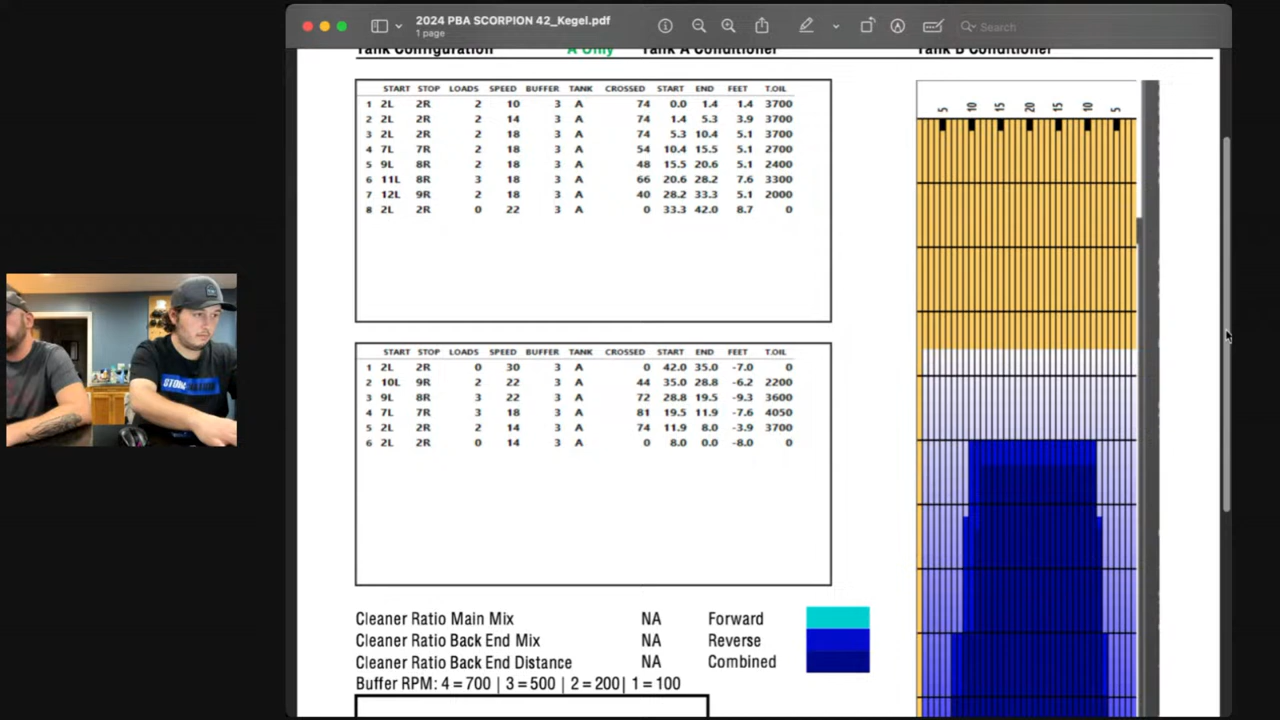 2024 PBA SCORPION 42_Kegel.pdf
1 page
Search
Tank Configuration A Only Tank A Conditioner Tank B Conditioner
START STOP LOADS SPEED BUFFER TANK CROSSED START END FEET T.OIL
1 2L 2R 2 10 3 A 74 0.0 1.4 1.4 3700
2 2L 2R 2 14 3 A 74 1.4 5.3 3.9 3700
3 2L 2R 2 18 3 A 74 5.3 10.4 5.1 3700
4 7L 7R 2 18 3 A 54 10.4 15.5 5.1 2700
5 9L 8R 2 18 3 A 48 15.5 20.6 5.1 2400
6 11L 8R 3 18 3 A 66 20.6 28.2 7.6 3300
7 12L 9R 2 18 3 A 40 28.2 33.3 5.1 2000
8 2L 2R 0 22 3 A 0 33.3 42.0 8.7 0
5 10 15 20 15 10 5
START STOP LOADS SPEED BUFFER TANK CROSSED START END FEET T.OIL
1 2L 2R 0 30 3 A 0 42.0 35.0 -7.0 0
2 10L 9R 2 22 3 A 44 35.0 28.8 -6.2 2200
3 9L 8R 3 22 3 A 72 28.8 19.5 -9.3 3600
4 7L 7R 3 18 3 A 81 19.5 11.9 -7.6 4050
5 2L 2R 2 14 3 A 74 11.9 8.0 -3.9 3700
6 2L 2R 0 14 3 A 0 8.0 0.0 -8.0 0
Cleaner Ratio Main Mix NA Forward
Cleaner Ratio Back End Mix NA Reverse
Cleaner Ratio Back End Distance NA Combined
Buffer RPM: 4 = 700 | 3 = 500 | 2 = 200| 1 = 100